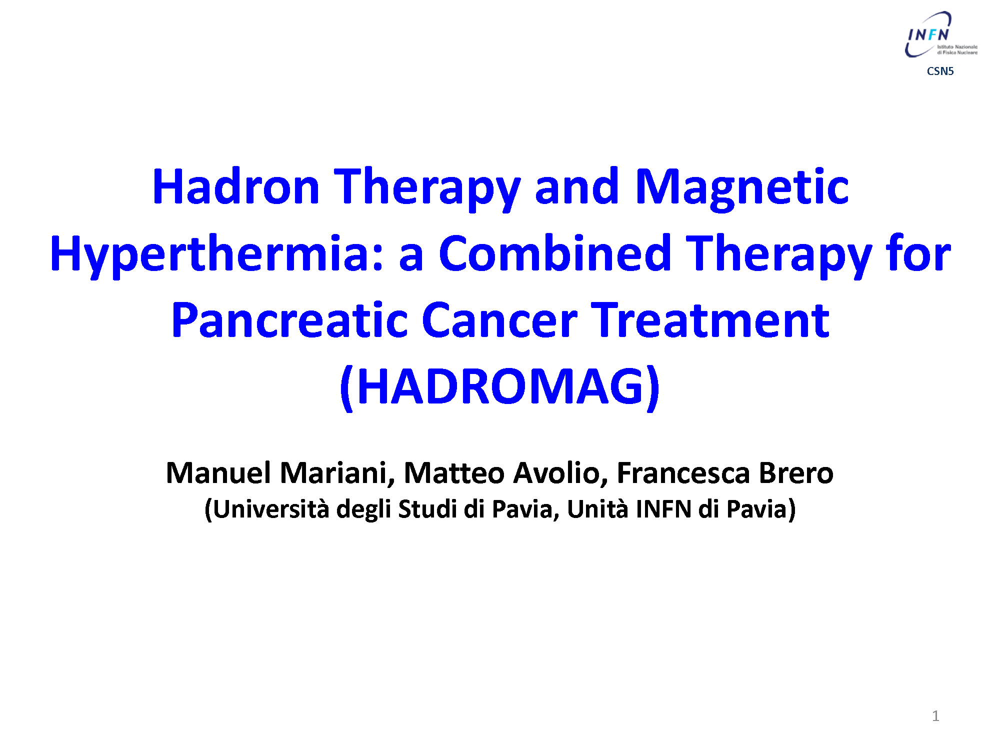 INFN
Istituto Nazionale
di Fisica Nucleare
CSN5
Hadron Therapy and Magnetic
Hyperthermia: a Combined Therapy for
Pancreatic Cancer Treatment
(HADROMAG)
Manuel Mariani, Matteo Avolio, Francesca Brero
(Università degli Studi di Pavia, Unità INFN di Pavia)
1